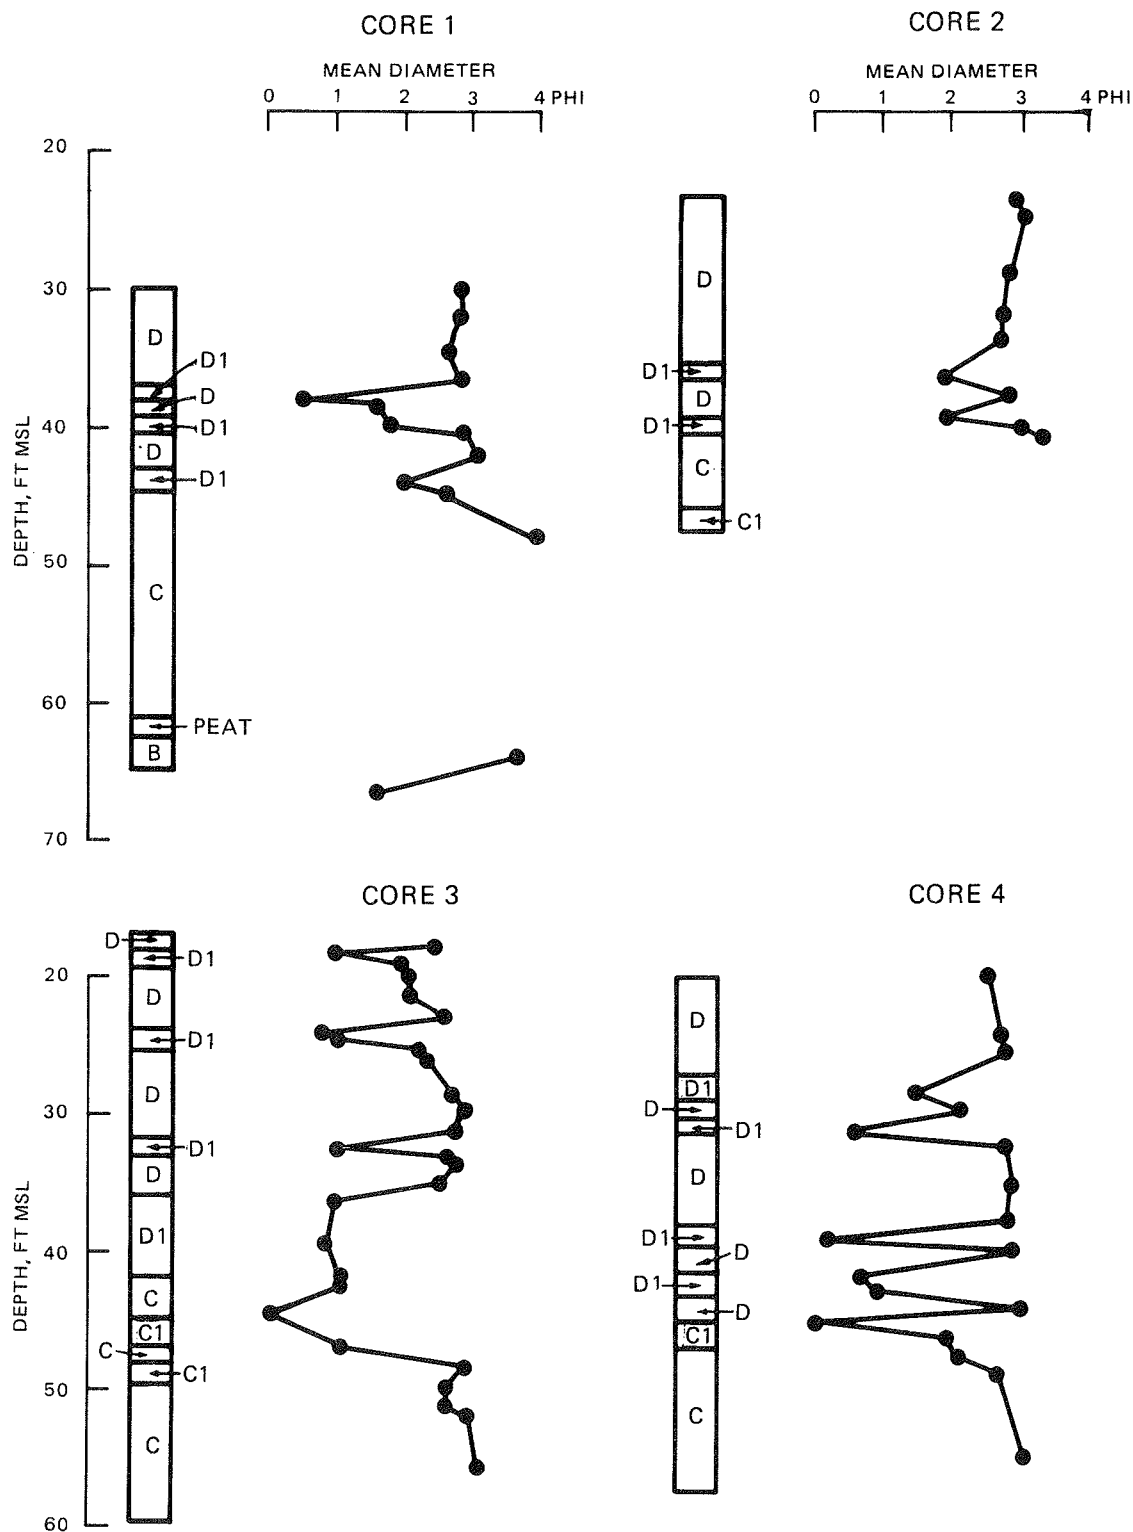 CORE 1
MEAN DIAMETER
0 1 2 3 4 PHI
CORE 2
MEAN DIAMETER
0 1 2 3 4 PHI
DEPTH, FT MSL
20
30
40
50
60
70
D
D1
D
D1
D
D1
C
PEAT
B
D
D1
D
D1
C
C1
CORE 3
CORE 4
DEPTH, FT MSL
20
30
40
50
60
D
D1
D
D1
D
D1
D
D1
C
C1
C
C1
C
D
D1
D
D1
D
D1
D
D1
D
C1
C